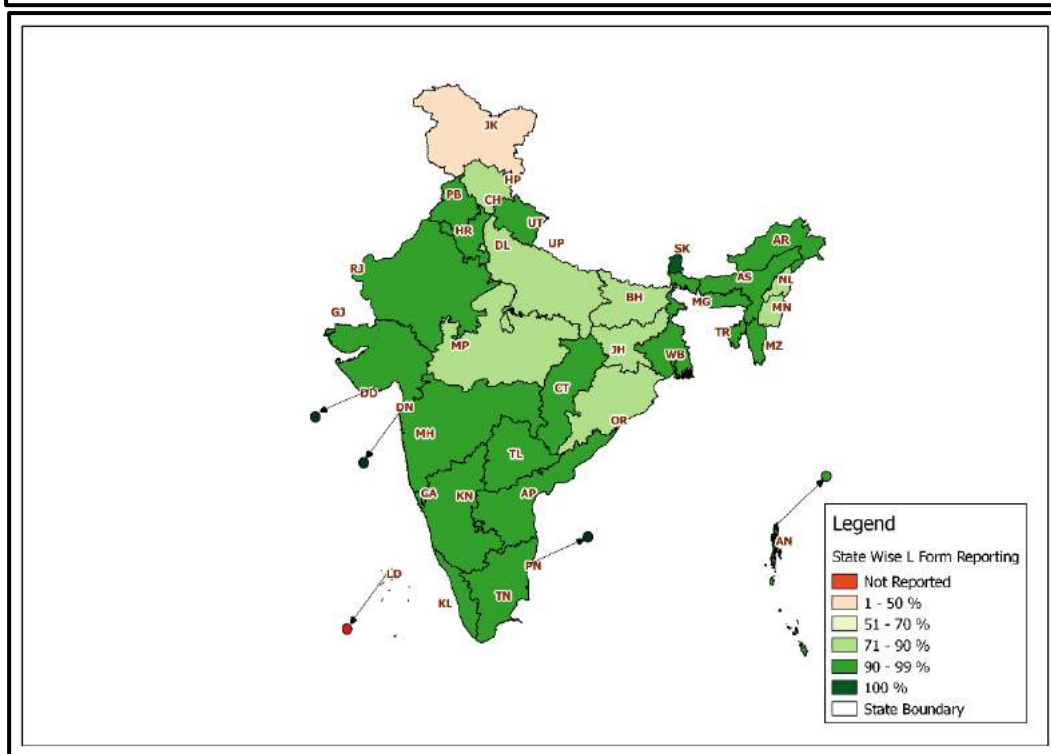 JK
HP
PB
CH
UT
HR
DL
UP
SK
AR
RJ
AS
NL
BH
MG
MN
GJ
TR
MP
JH
WB
MZ
CT
DD
DN
OR
MH
TL
GA
KN
AP
AN
PN
LD
KL
TN
Legend
State Wise L Form Reporting
Not Reported
1 - 50 %
51 - 70 %
71 - 90 %
90 - 99 %
100 %
State Boundary